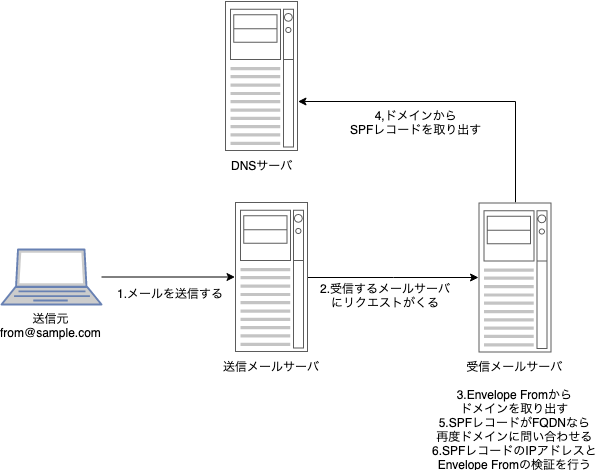 4,ドメインから
SPFレコードを取り出す
DNSサーバ
1.メールを送信する
2.受信するメールサーバ
にリクエストがくる
送信元
from@sample.com
送信メールサーバ
受信メールサーバ
3.Envelope Fromから
ドメインを取り出す
5.SPFレコードがFQDNなら
再度ドメインに問い合わせる
6.SPFレコードのIPアドレスと
Envelope Fromの検証を行う